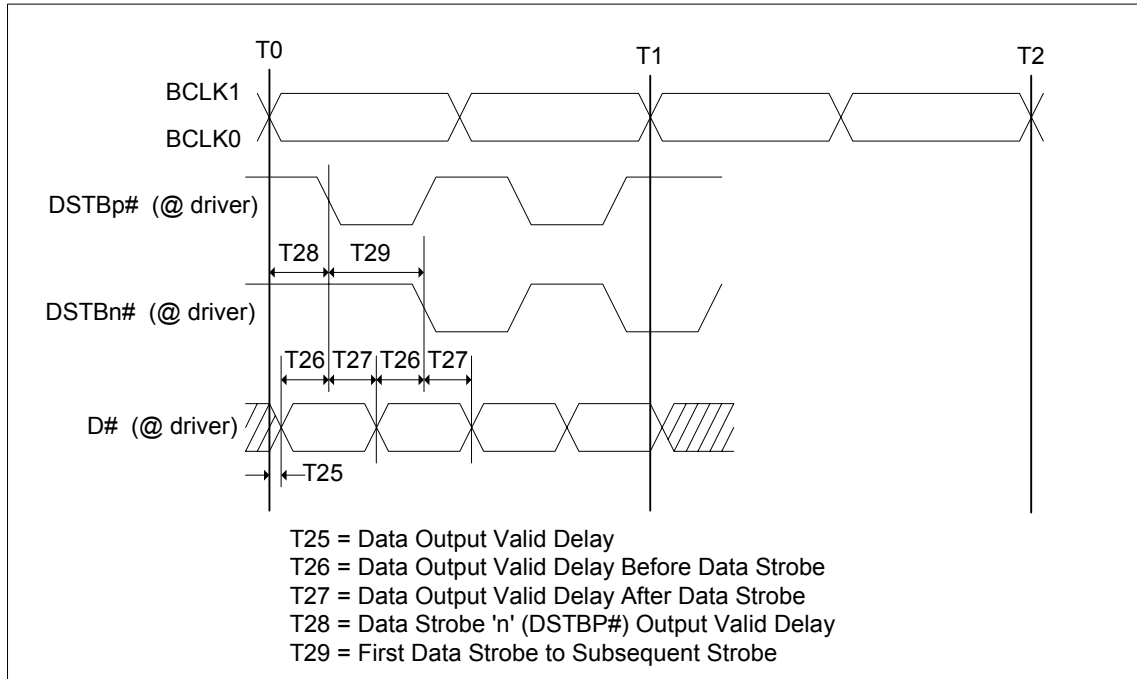 T0 T1 T2
BCLK1
BCLK0
DSTBp# (@ driver)
T28 T29
DSTBn# (@ driver)
T26 T27 T26 T27
D# (@ driver)
T25
T25 = Data Output Valid Delay
T26 = Data Output Valid Delay Before Data Strobe
T27 = Data Output Valid Delay After Data Strobe
T28 = Data Strobe 'n' (DSTBP#) Output Valid Delay
T29 = First Data Strobe to Subsequent Strobe